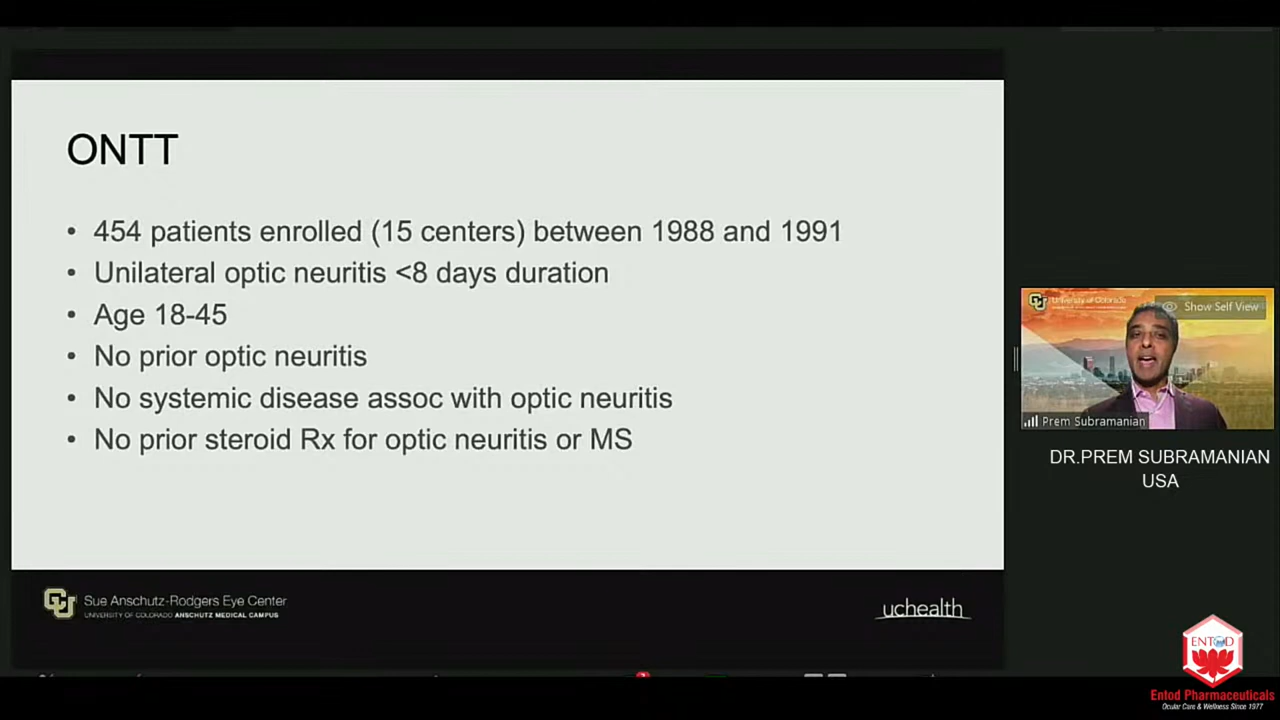 ONTT
• 454 patients enrolled (15 centers) between 1988 and 1991
• Unilateral optic neuritis <8 days duration
• Age 18-45
• No prior optic neuritis
• No systemic disease assoc with optic neuritis
• No prior steroid Rx for optic neuritis or MS
University of Colorado
Show Self View
Prem Subramanian
DR.PREM SUBRAMANIAN
USA
Sue Anschutz-Rodgers Eye Center
UNIVERSITY OF COLORADO ANSCHUTZ MEDICAL CAMPUS
uchealth
ENTOD
Entod Pharmaceuticals
Ocular Care & Wellness Since 1977